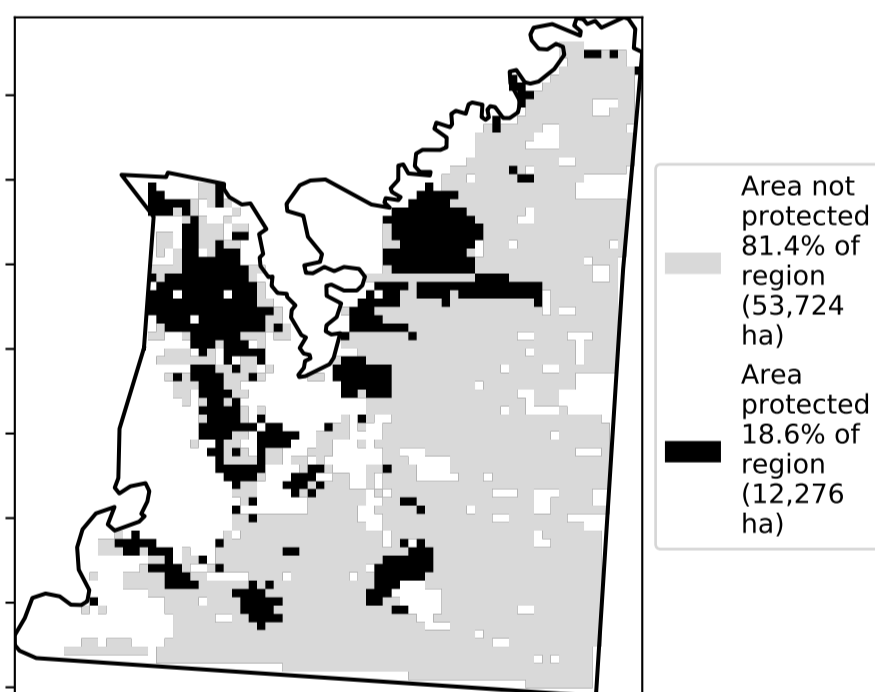 Area not
protected
81.4% of
region
(53,724
ha)
Area
protected
18.6% of
region
(12,276
ha)